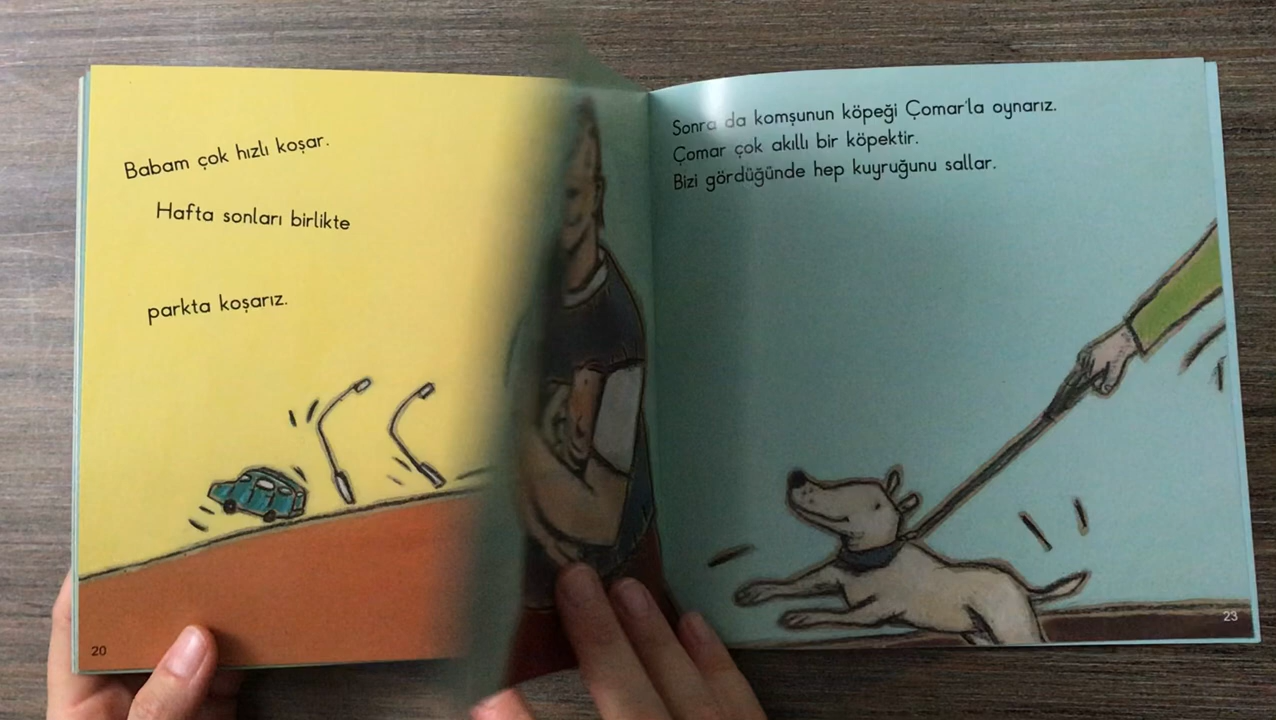 Babam çok hızlı koşar.
Hafta sonları birlikte
parkta koşarız.
20
Sonra da komşunun köpeği Çomar'la oynarız.
Çomar çok akıllı bir köpektir.
Bizi gördüğünde hep kuyruğunu sallar.
23